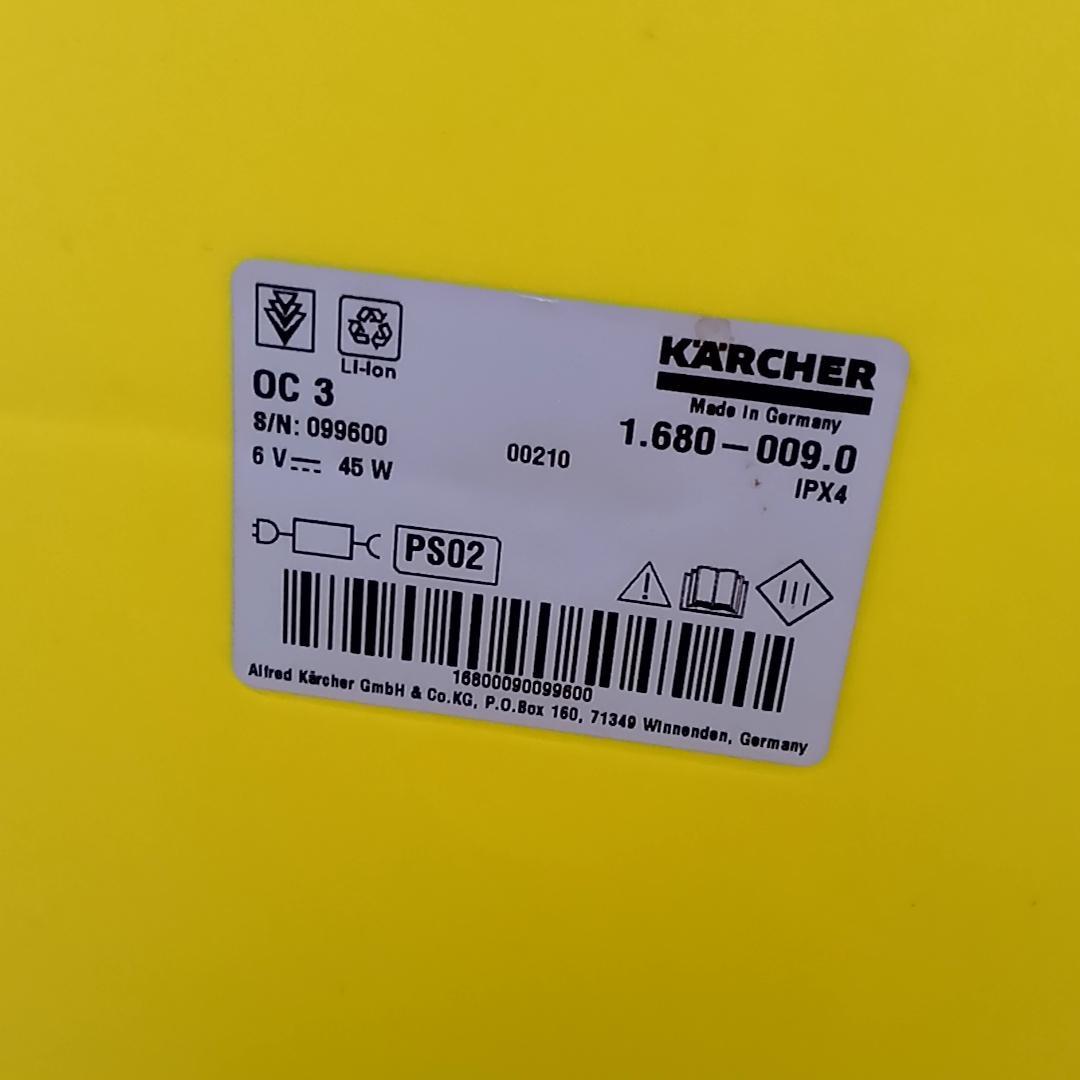 Li-Ion
KÄRCHER
OC 3
Made in Germany
S/N: 099600
1.680-009.0
6 V 45 W
00210
IPX4
PS02
16800090099600
Alfred Kärcher GmbH & Co.KG, P.O.Box 160, 71349 Winnenden, Germany